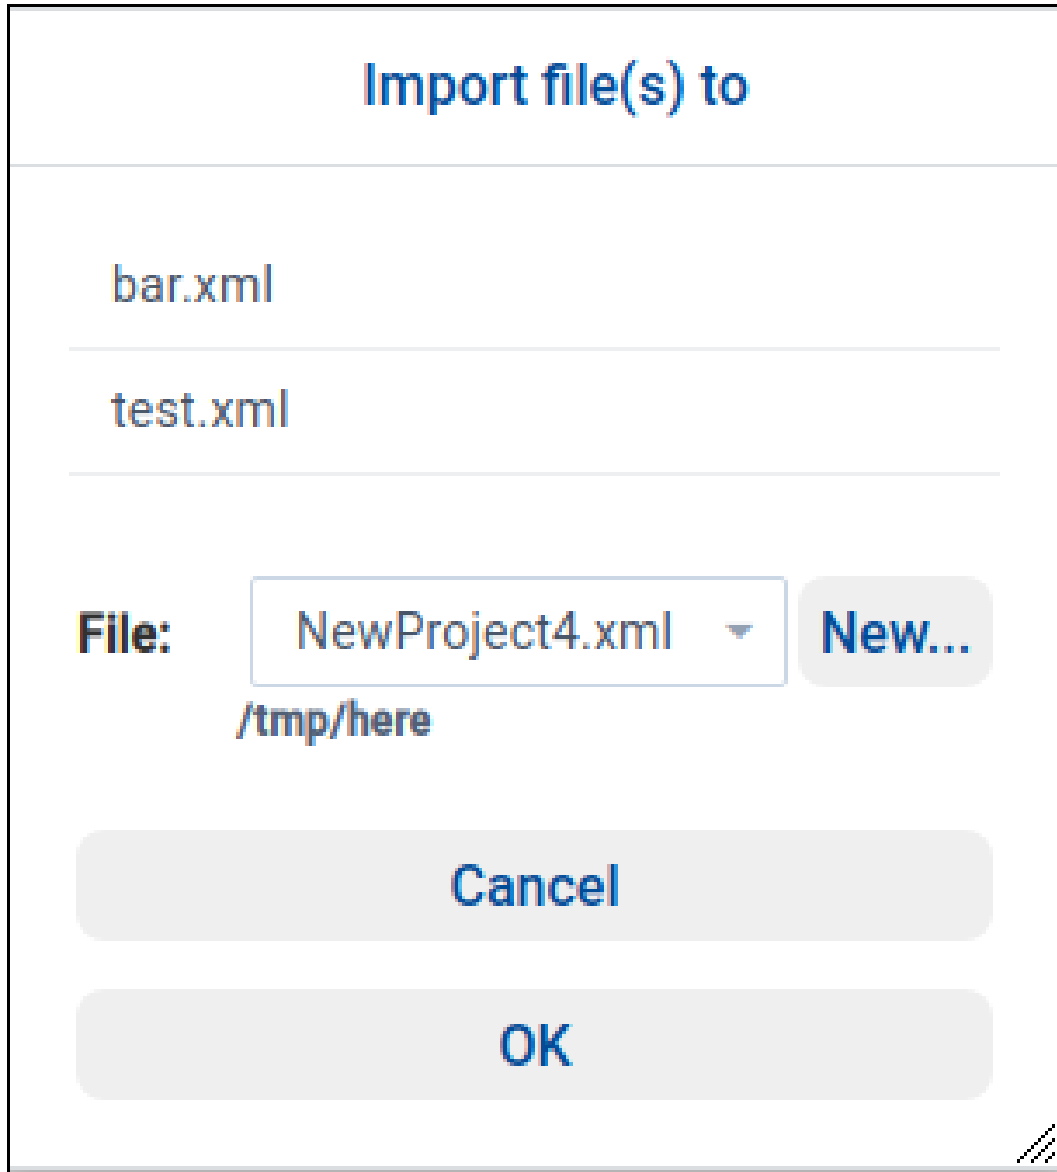 Import file(s) to
bar.xml
test.xml
File: NewProject4.xml New...
/tmp/here
Cancel
OK